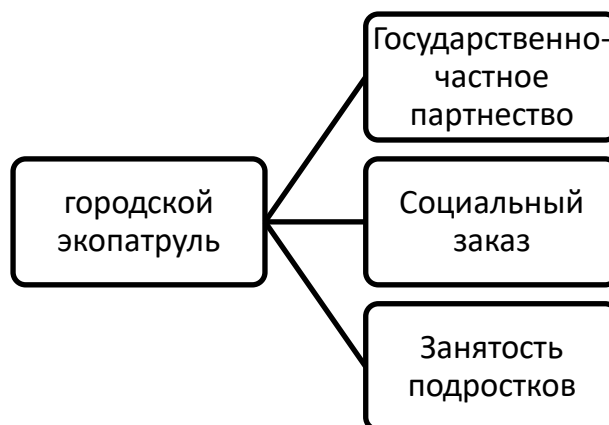 Государственно-
частное
партнество
городской
экопатруль
Социальный
заказ
Занятость
подростков